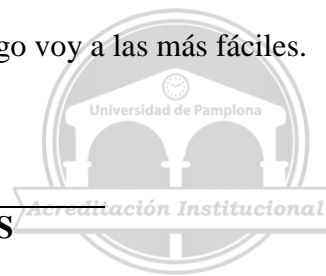 go voy a las más fáciles.
Universidad de Pamplona
Acreditación Institucional
S